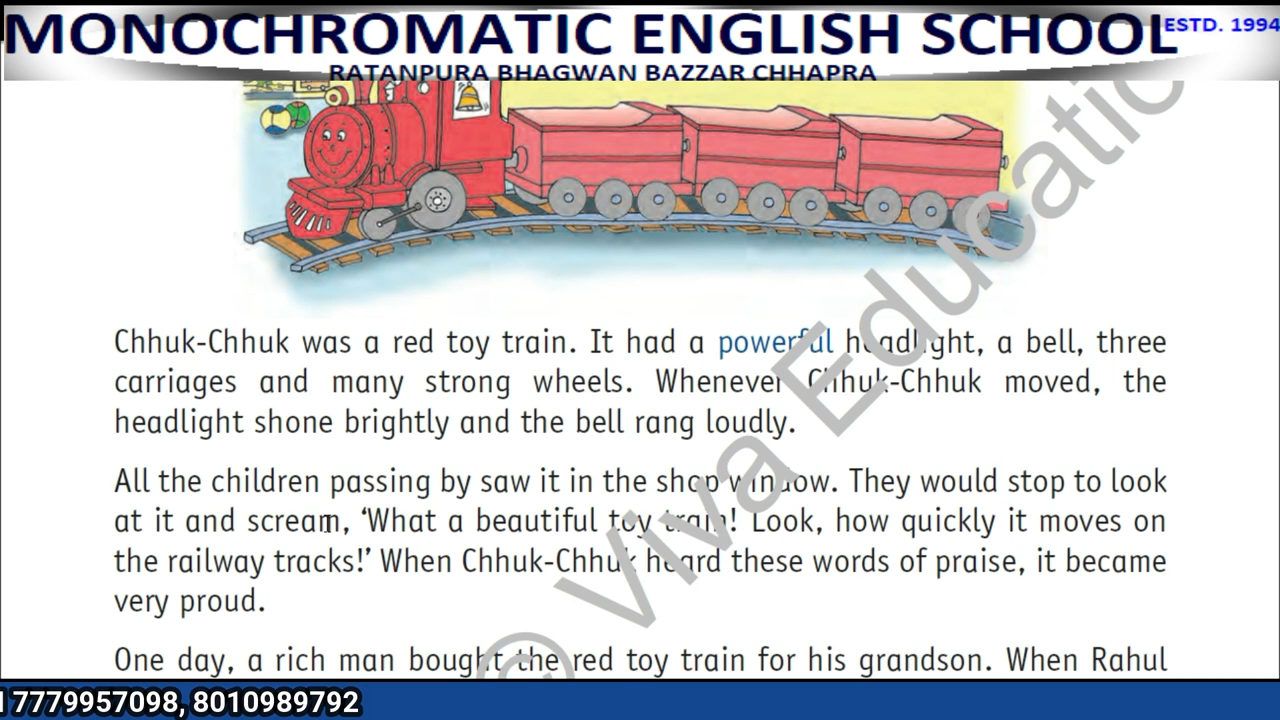 MONOCHROMATIC ENGLISH SCHOOL
ESTD. 1994
RATANPURA BHAGWAN BAZZAR CHHAPRA
Chhuk-Chhuk was a red toy train. It had a powerful headlight, a bell, three
carriages and many strong wheels. Whenever Chhuk-Chhuk moved, the
headlight shone brightly and the bell rang loudly.
All the children passing by saw it in the shop window. They would stop to look
at it and scream, ‘What a beautiful toy train! Look, how quickly it moves on
the railway tracks!’ When Chhuk-Chhuk heard these words of praise, it became
very proud.
One day, a rich man bought the red toy train for his grandson. When Rahul
© Viva Educatio
7779957098, 8010989792